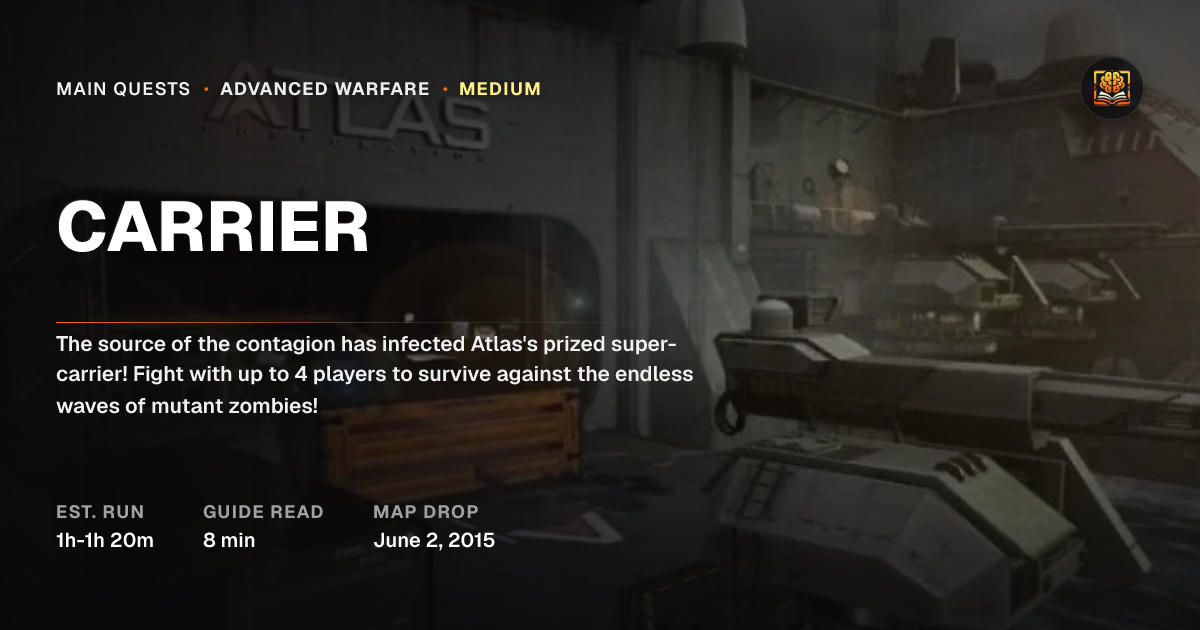 MAIN QUESTS • ADVANCED WARFARE • MEDIUM
ATLAS
CARRIER
The source of the contagion has infected Atlas's prized super-
carrier! Fight with up to 4 players to survive against the endless
waves of mutant zombies!
EST. RUN GUIDE READ MAP DROP
1h-1h 20m 8 min June 2, 2015